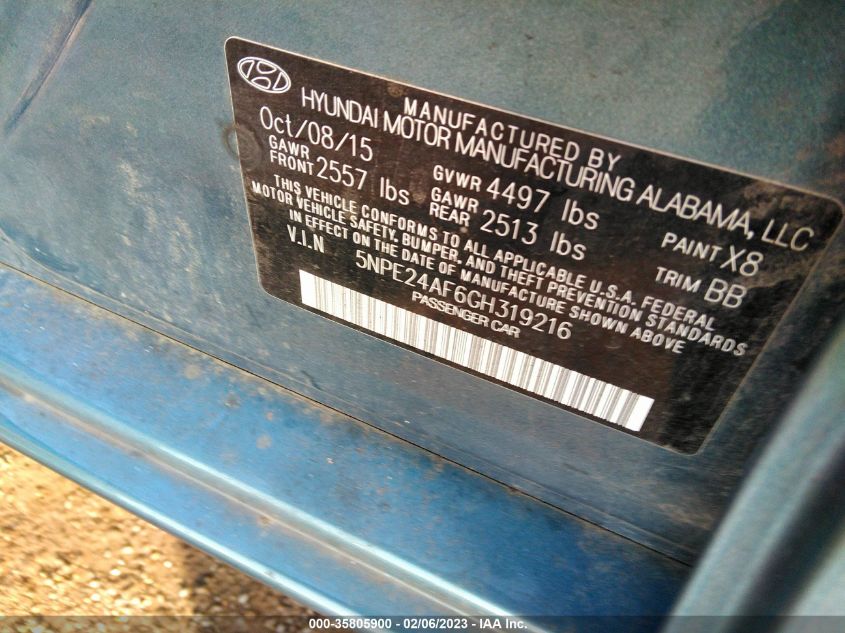 MANUFACTURED BY
HYUNDAI MOTOR MANUFACTURING ALABAMA, LLC
Oct/08/15 GVWR 4497 lbs PAINT X8
GAWR FRONT 2557 lbs GAWR REAR 2513 lbs TRIM BB
THIS VEHICLE CONFORMS TO ALL APPLICABLE U.S.A. FEDERAL
MOTOR VEHICLE SAFETY, BUMPER, AND THEFT PREVENTION STANDARDS
IN EFFECT ON THE DATE OF MANUFACTURE SHOWN ABOVE
V.I.N 5NPE24AF6GH319216
PASSENGER CAR
000-35805900 - 02/06/2023 - IAA Inc.